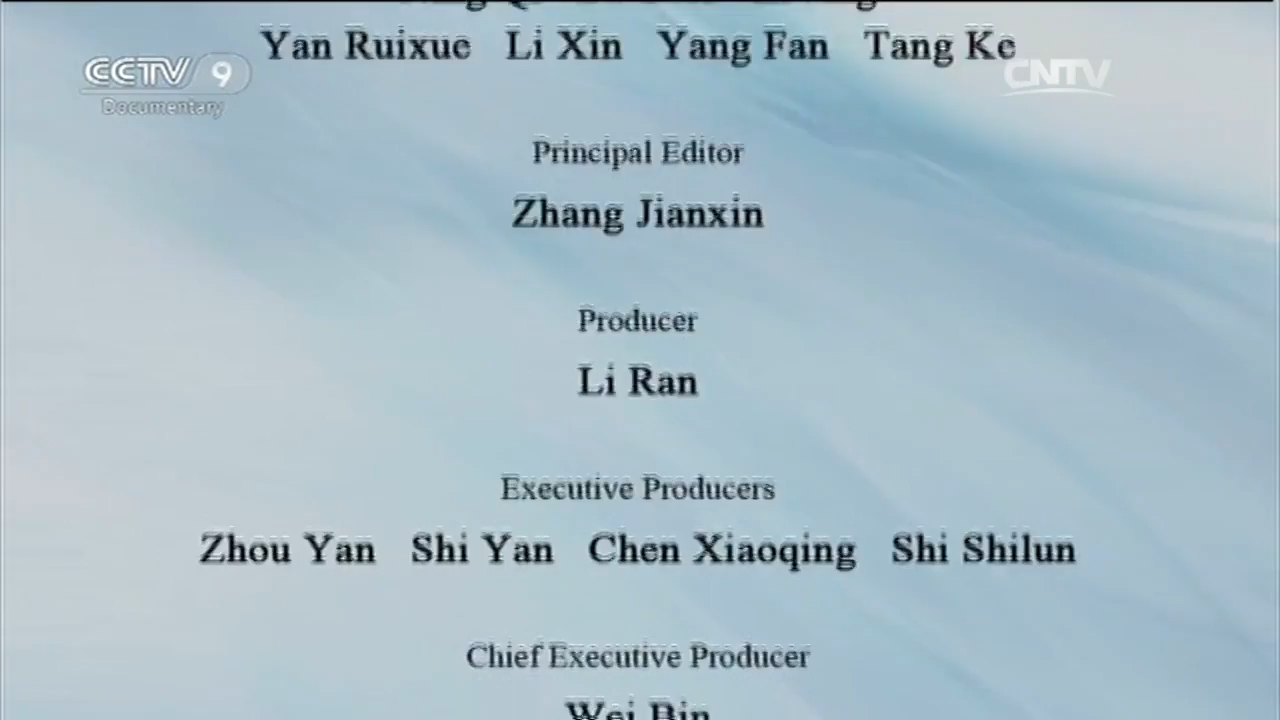 Yan Ruixue Li Xin Yang Fan Tang Ke
CCTV 9
Documentary
CNTV
Principal Editor
Zhang Jianxin
Producer
Li Ran
Executive Producers
Zhou Yan Shi Yan Chen Xiaoqing Shi Shilun
Chief Executive Producer
Wei Bin